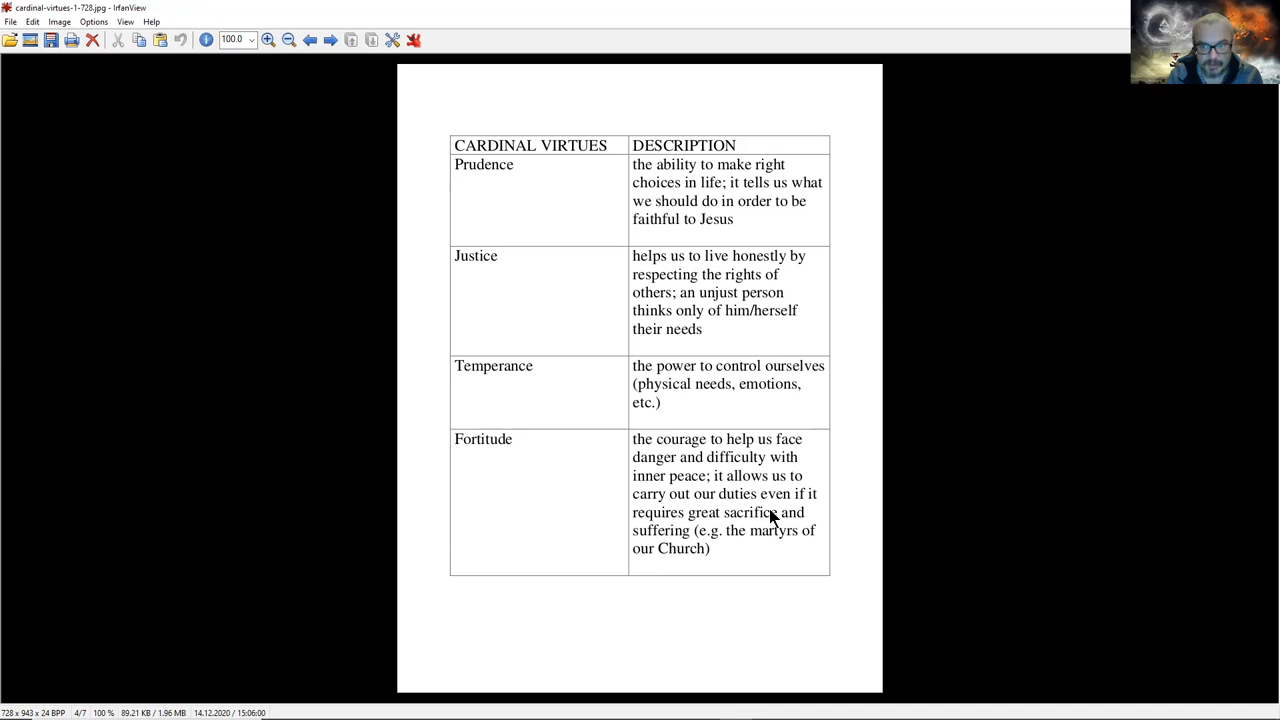 cardinal-virtues-1-728.jpg - IrfanView
File Edit Image Options View Help
100.0
CARDINAL VIRTUES DESCRIPTION
Prudence
the ability to make right
choices in life; it tells us what
we should do in order to be
faithful to Jesus
Justice
helps us to live honestly by
respecting the rights of
others; an unjust person
thinks only of him/herself
their needs
Temperance
the power to control ourselves
(physical needs, emotions,
etc.)
Fortitude
the courage to help us face
danger and difficulty with
inner peace; it allows us to
carry out our duties even if it
requires great sacrifice and
suffering (e.g. the martyrs of
our Church)
728 x 943 x 24 BPP 4/7 100 % 89.21 KB / 1.96 MB 14.12.2020 / 15:06:00